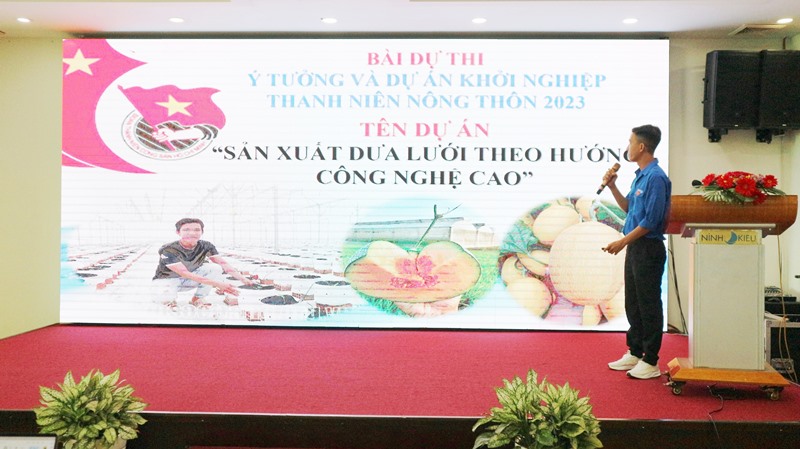 BÀI DỰ THI
Ý TƯỞNG VÀ DỰ ÁN KHỞI NGHIỆP
THANH NIÊN NÔNG THÔN 2023
TÊN DỰ ÁN
“SẢN XUẤT DƯA LƯỚI THEO HƯỚNG
CÔNG NGHỆ CAO”
NINH KIỀU